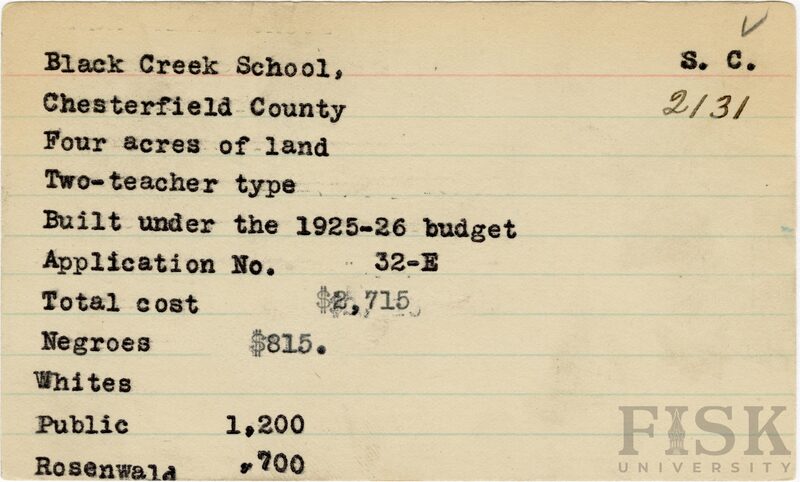 Black Creek School, S. C.
Chesterfield County 2131
Four acres of land
Two-teacher type
Built under the 1925-26 budget
Application No. 32-E
Total cost $2,715
Negroes $815.
Whites
Public 1,200
Rosenwald 700
FISK
UNIVERSITY